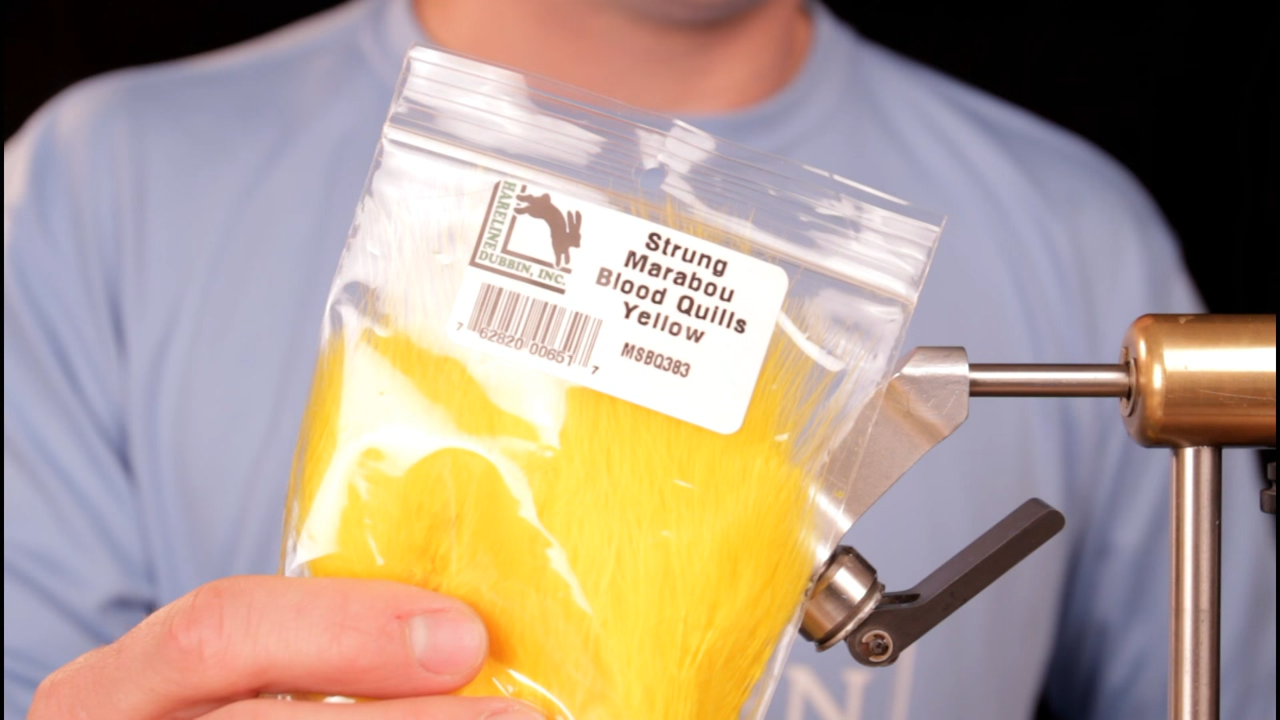 HARELINE
DUBBIN, INC.
Strung
Marabou
Blood Quills
Yellow
MSBQ383
7 62820 00651 7
N